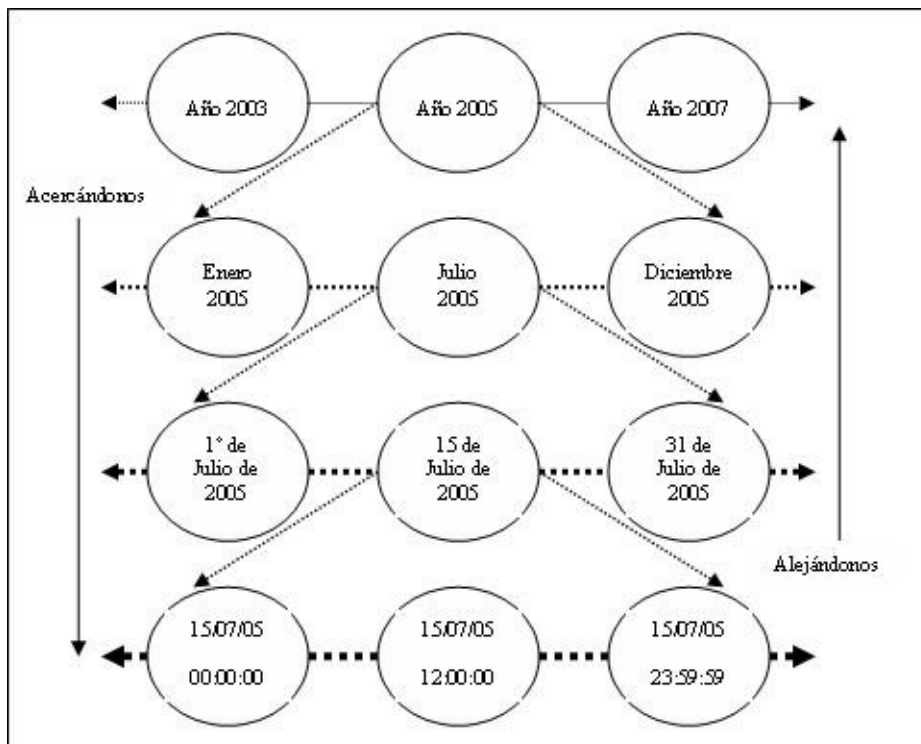 Año 2003
Año 2005
Año 2007
Acercándonos
Enero
2005
Julio
2005
Diciembre
2005
1° de
Julio de
2005
15 de
Julio de
2005
31 de
Julio de
2005
Alejándonos
15/07/05
00:00:00
15/07/05
12:00:00
15/07/05
23:59:59